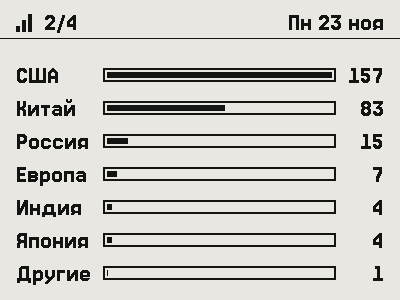 2/4 Пн 23 ноя
США 157
Китай 83
Россия 15
Европа 7
Индия 4
Япония 4
Другие 1